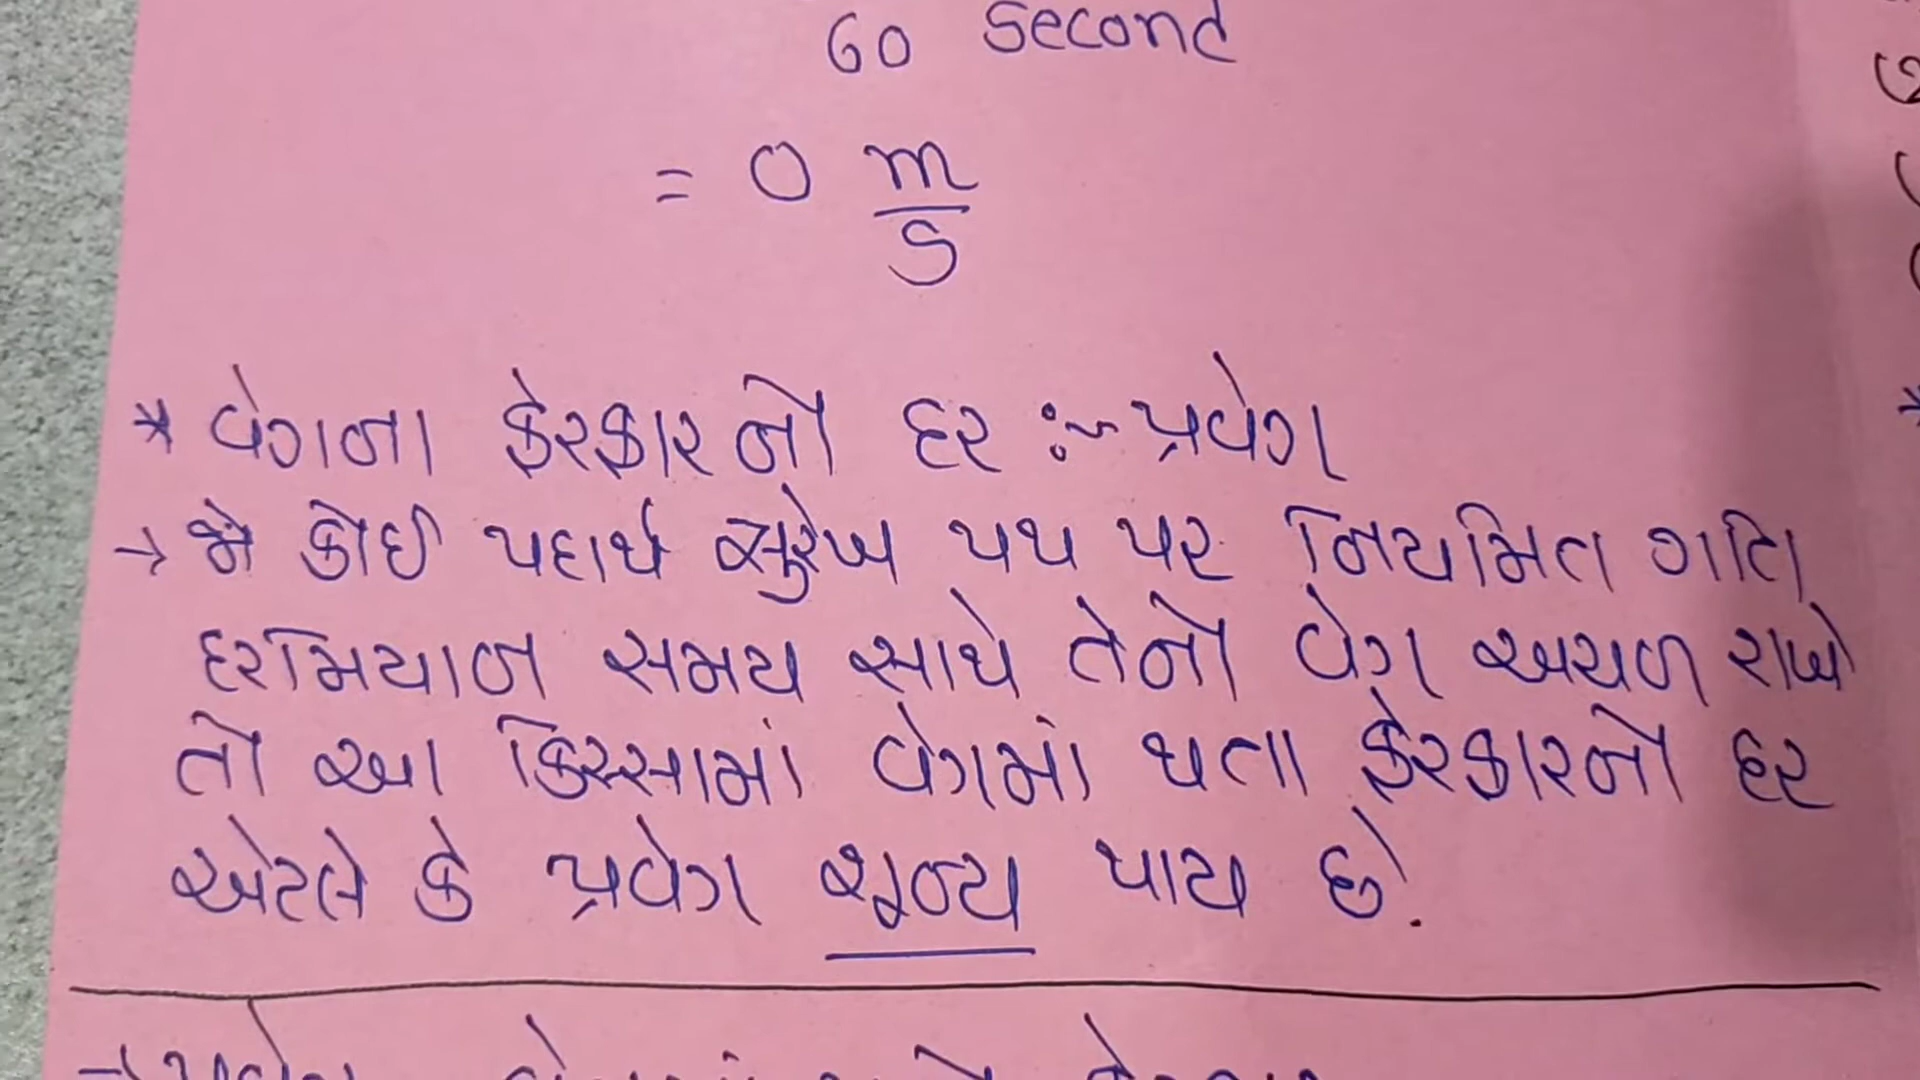 60 second
= 0 m/s
* વેગના ફેરફારનો દર :- પ્રવેગ
→ જો કોઈ પદાર્થ સુરેખ પથ પર નિયમિત ગતિ
દરમિયાન સમય સાથે તેનો વેગ અચળ રાખે
તો આ કિસ્સામાં વેગમાં થતા ફેરફારનો દર
એટલે કે પ્રવેગ શૂન્ય થાય છે.